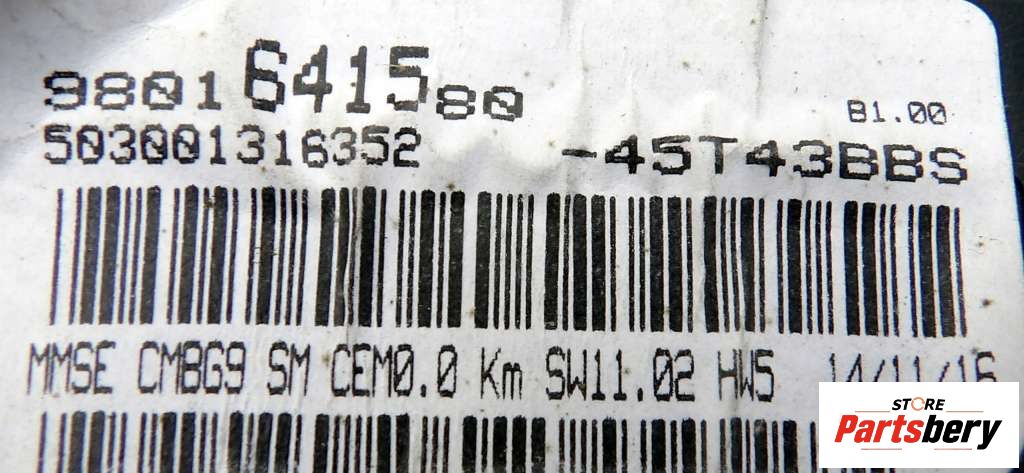 9801641580 B1.00
503001316352 -45T43BBS
MMSE CMBG9 SM CEM0.0 Km SW11.02 HW5 14/11/16
STORE
Partsbery